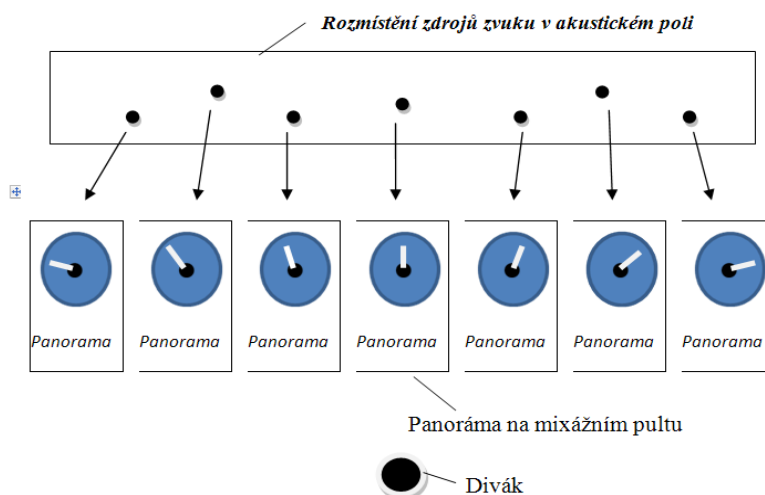 Rozmístění zdrojů zvuku v akustickém poli
Panorama Panorama Panorama Panorama Panorama Panorama Panorama
Panoráma na mixážním pultu
Divák